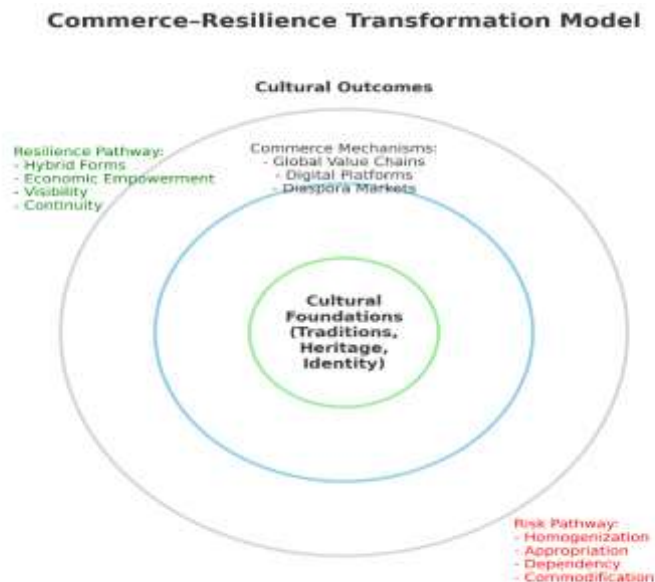 Commerce–Resilience Transformation Model
Cultural Outcomes
Resilience Pathway:
- Hybrid Forms
- Economic Empowerment
- Visibility
- Continuity
Commerce Mechanisms:
- Global Value Chains
- Digital Platforms
- Diaspora Markets
Cultural
Foundations
(Traditions,
Heritage,
Identity)
Risk Pathway:
- Homogenization
- Appropriation
- Dependency
- Commodification